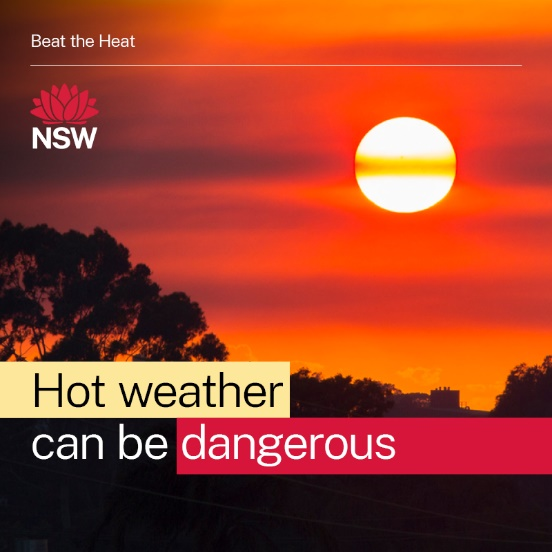 Beat the Heat
NSW
Hot weather
can be dangerous